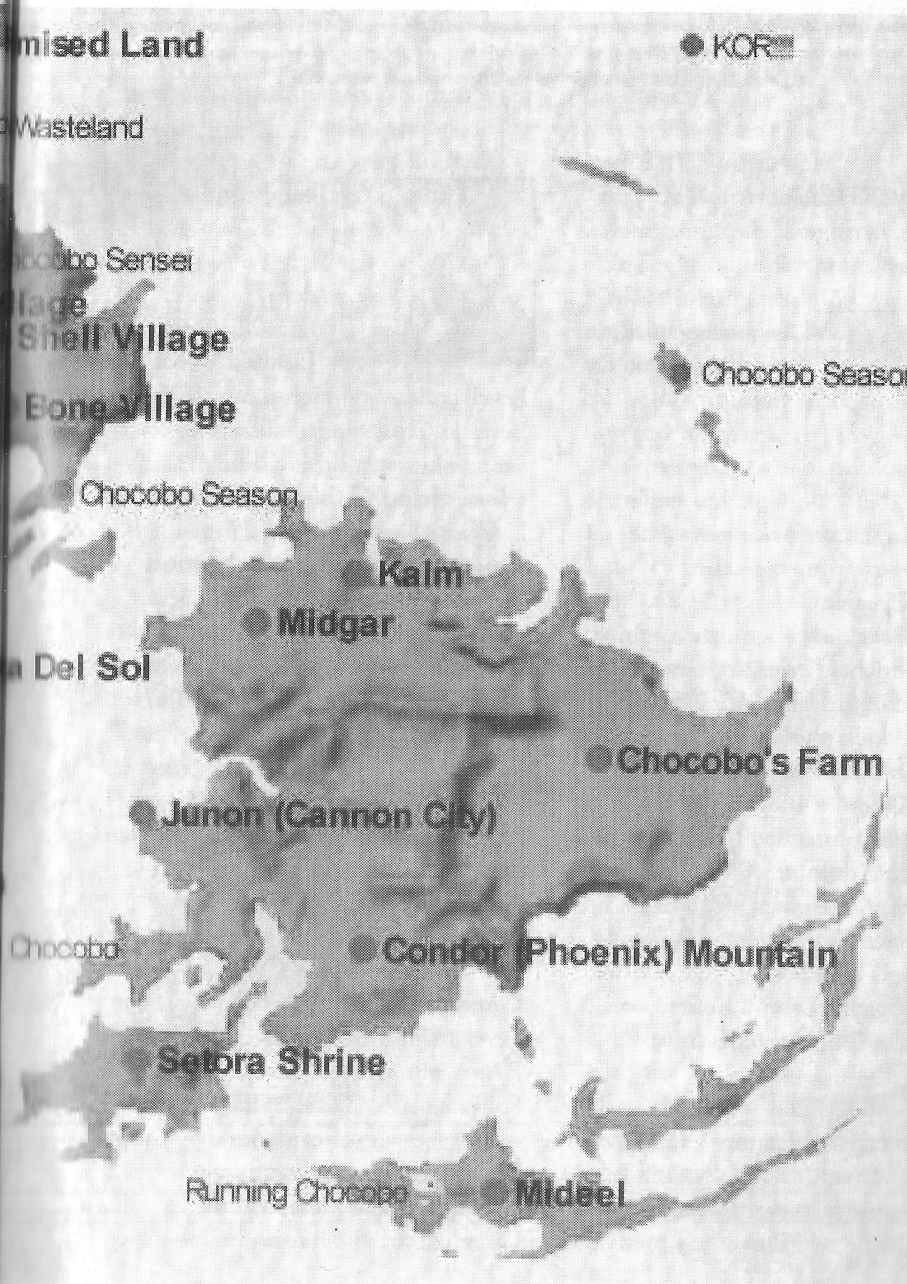 mised Land
KOR
Wasteland
hocobo Sensei
llage
Shell Village
Chocobo Season
Bone Village
Chocobo Season
Kalm
Midgar
a Del Sol
Chocobo's Farm
Junon (Cannon City)
Chocobo
Condor (Phoenix) Mountain
Setora Shrine
Running Chocobo
Mideel